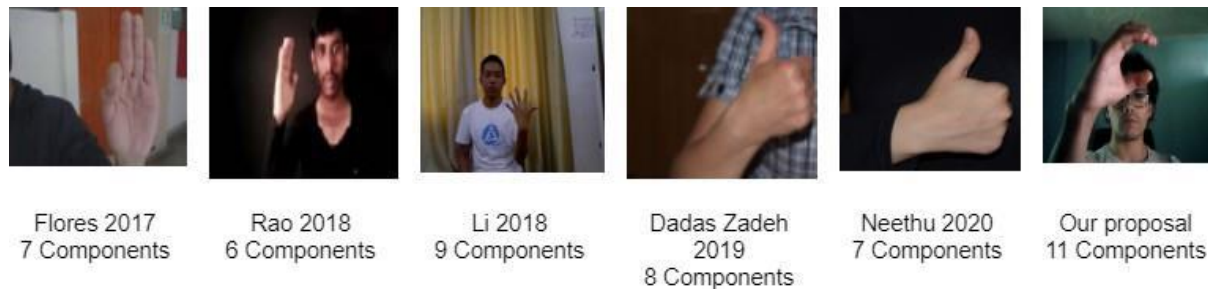 Flores 2017
7 Components
Rao 2018
6 Components
Li 2018
9 Components
Dadas Zadeh
2019
8 Components
Neethu 2020
7 Components
Our proposal
11 Components